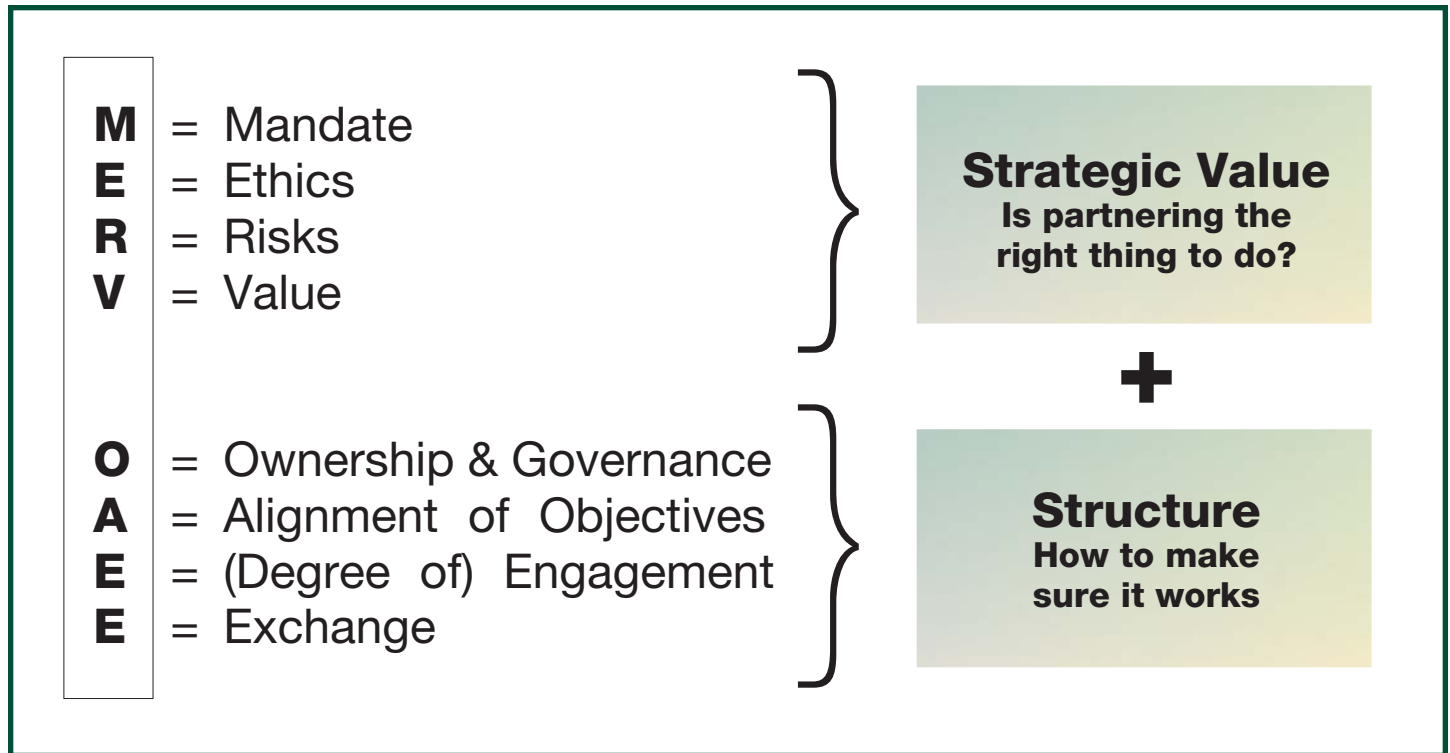 M = Mandate
E = Ethics
R = Risks
V = Value
Strategic Value
Is partnering the
right thing to do?
+
O = Ownership & Governance
A = Alignment of Objectives
E = (Degree of) Engagement
E = Exchange
Structure
How to make
sure it works